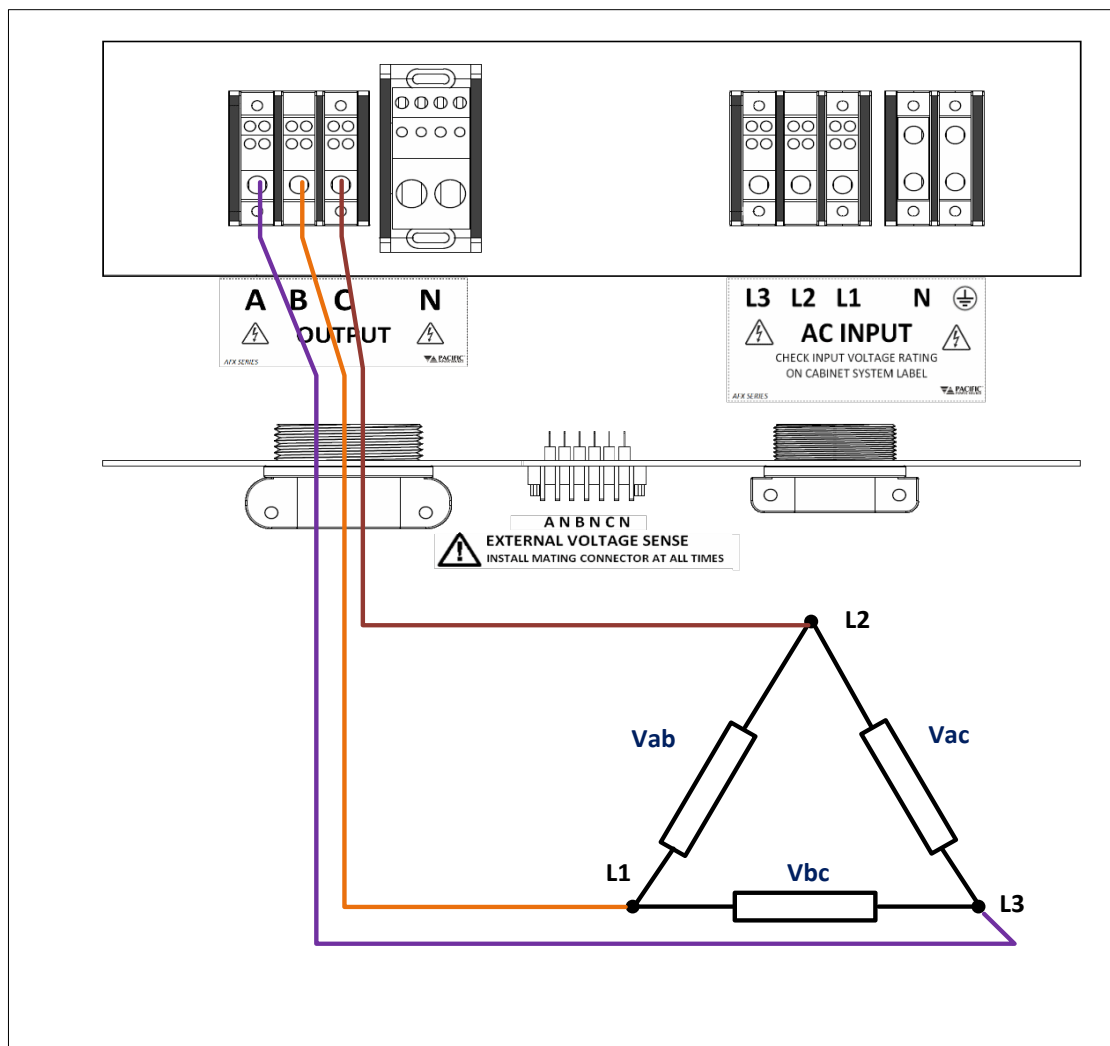 A B C N
OUTPUT
AFX SERIES
PACIFIC
L3 L2 L1 N
AC INPUT
CHECK INPUT VOLTAGE RATING
ON CABINET SYSTEM LABEL
AFX SERIES
PACIFIC
A N B N C N
EXTERNAL VOLTAGE SENSE
INSTALL MATING CONNECTOR AT ALL TIMES
L2
Vab
Vac
L1
Vbc
L3